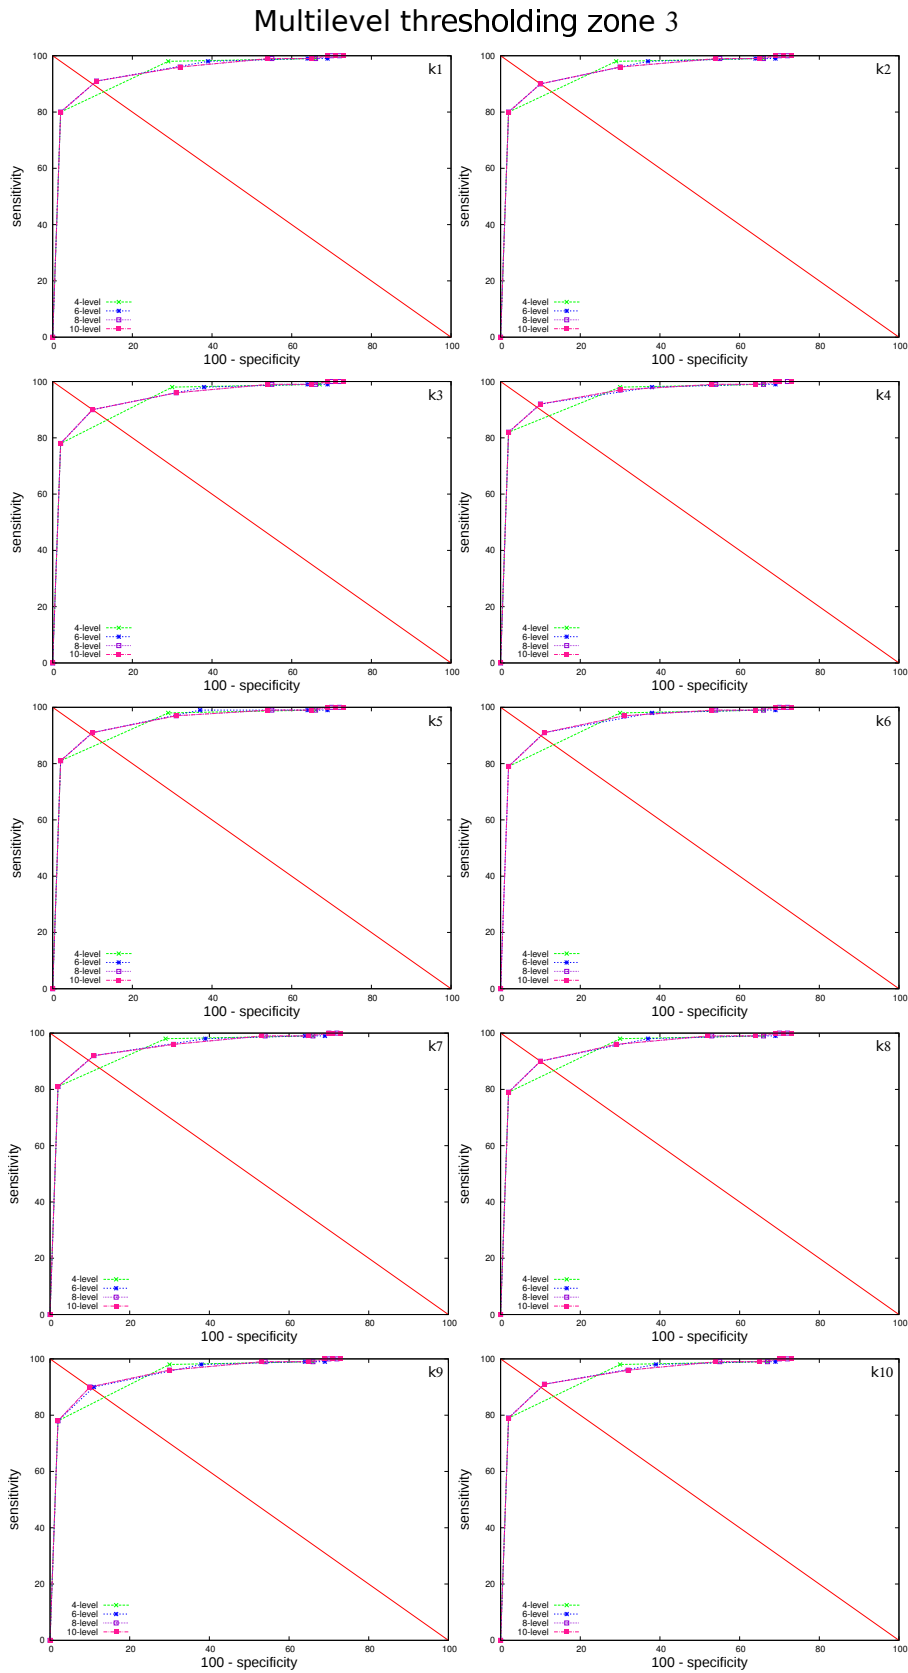 Multilevel thresholding zone 3
k1
100
80
60
40
20
0
sensitivity
4-level
6-level
8-level
10-level
0 20 40 60 80 100
100 - specificity
k2
100
80
60
40
20
0
sensitivity
4-level
6-level
8-level
10-level
0 20 40 60 80 100
100 - specificity
k3
100
80
60
40
20
0
sensitivity
4-level
6-level
8-level
10-level
0 20 40 60 80 100
100 - specificity
k4
100
80
60
40
20
0
sensitivity
4-level
6-level
8-level
10-level
0 20 40 60 80 100
100 - specificity
k5
100
80
60
40
20
0
sensitivity
4-level
6-level
8-level
10-level
0 20 40 60 80 100
100 - specificity
k6
100
80
60
40
20
0
sensitivity
4-level
6-level
8-level
10-level
0 20 40 60 80 100
100 - specificity
k7
100
80
60
40
20
0
sensitivity
4-level
6-level
8-level
10-level
0 20 40 60 80 100
100 - specificity
k8
100
80
60
40
20
0
sensitivity
4-level
6-level
8-level
10-level
0 20 40 60 80 100
100 - specificity
k9
100
80
60
40
20
0
sensitivity
4-level
6-level
8-level
10-level
0 20 40 60 80 100
100 - specificity
k10
100
80
60
40
20
0
sensitivity
4-level
6-level
8-level
10-level
0 20 40 60 80 100
100 - specificity